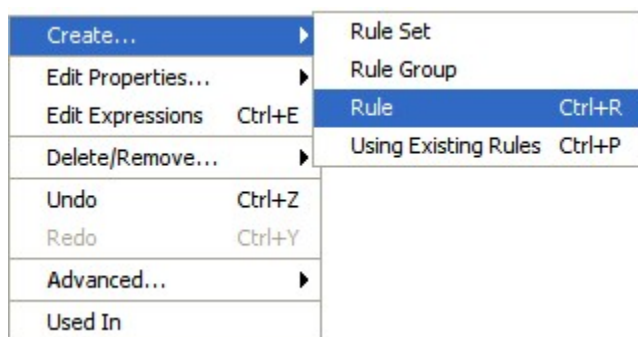 Create...
Edit Properties...
Edit Expressions Ctrl+E
Delete/Remove...
Undo Ctrl+Z
Redo Ctrl+Y
Advanced...
Used In
Rule Set
Rule Group
Rule Ctrl+R
Using Existing Rules Ctrl+P